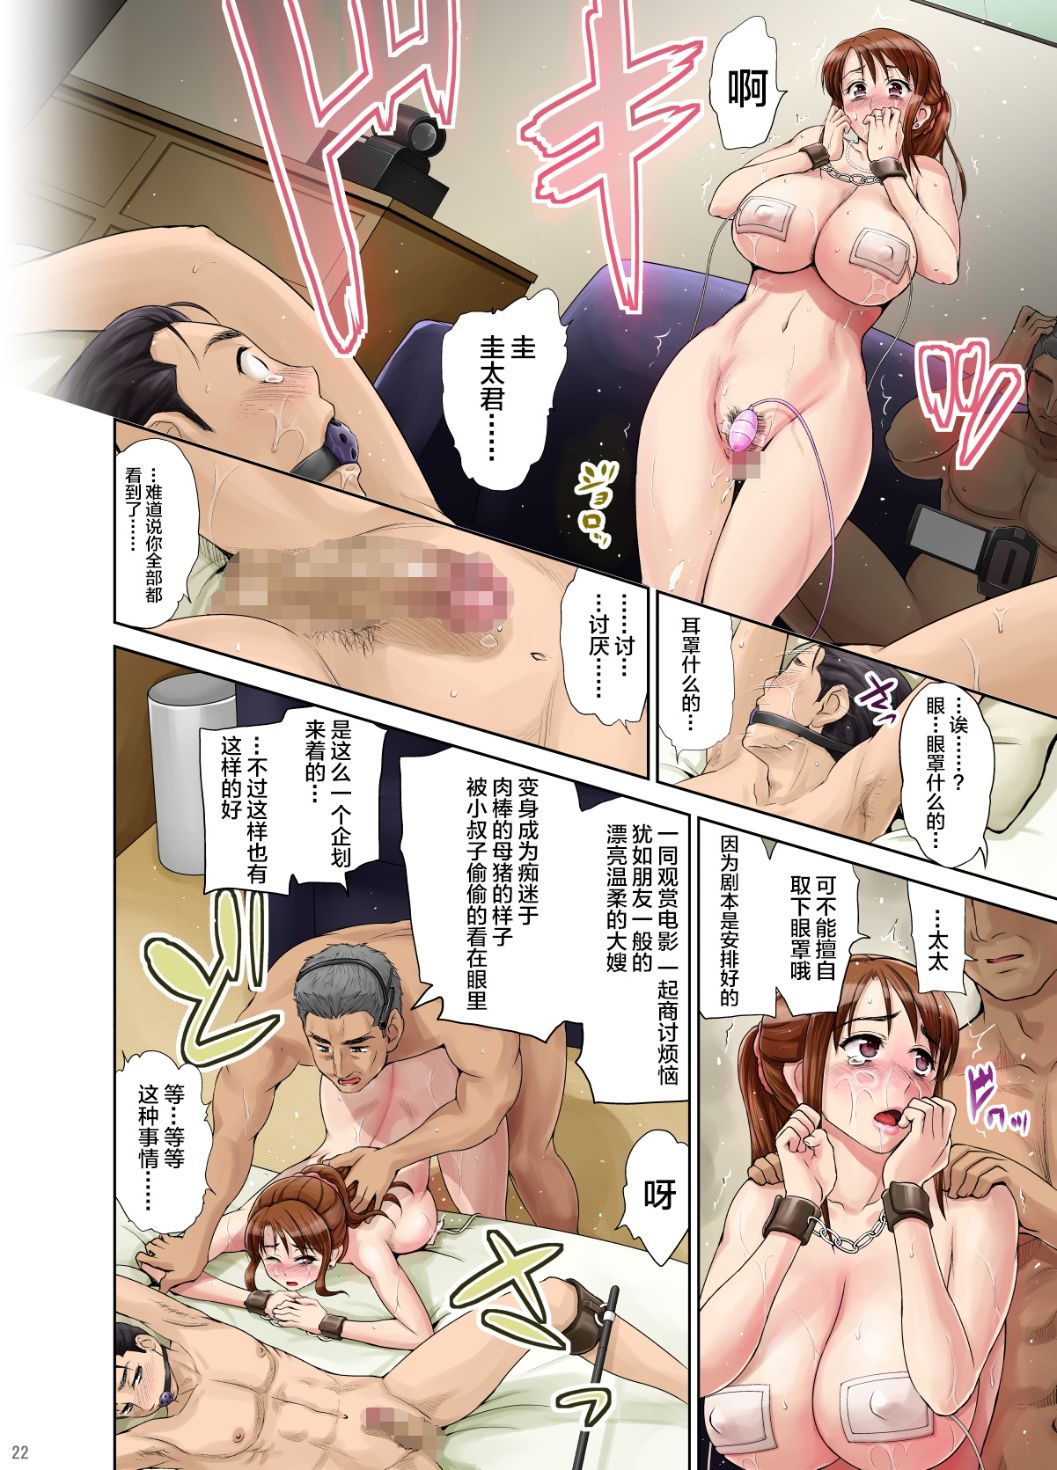 啊
ドキ
圭
圭太君……
ジョロロ…
…难道说你全部都
看到了……
……讨…
…讨厌……
…诶……?
眼…眼罩什么的…
耳罩什么的…
…太太
可不能擅自
取下眼罩哦
因为剧本是安排好的
一同观赏电影 一起商讨烦恼
犹如朋友一般的
漂亮温柔的大嫂
变身成为痴迷于
肉棒的母猪的样子
被小叔子偷偷的看在眼里
是这么一个企划
来着的…
…不过这样也有
这样的好
呀
等…等等
这种事情……
22